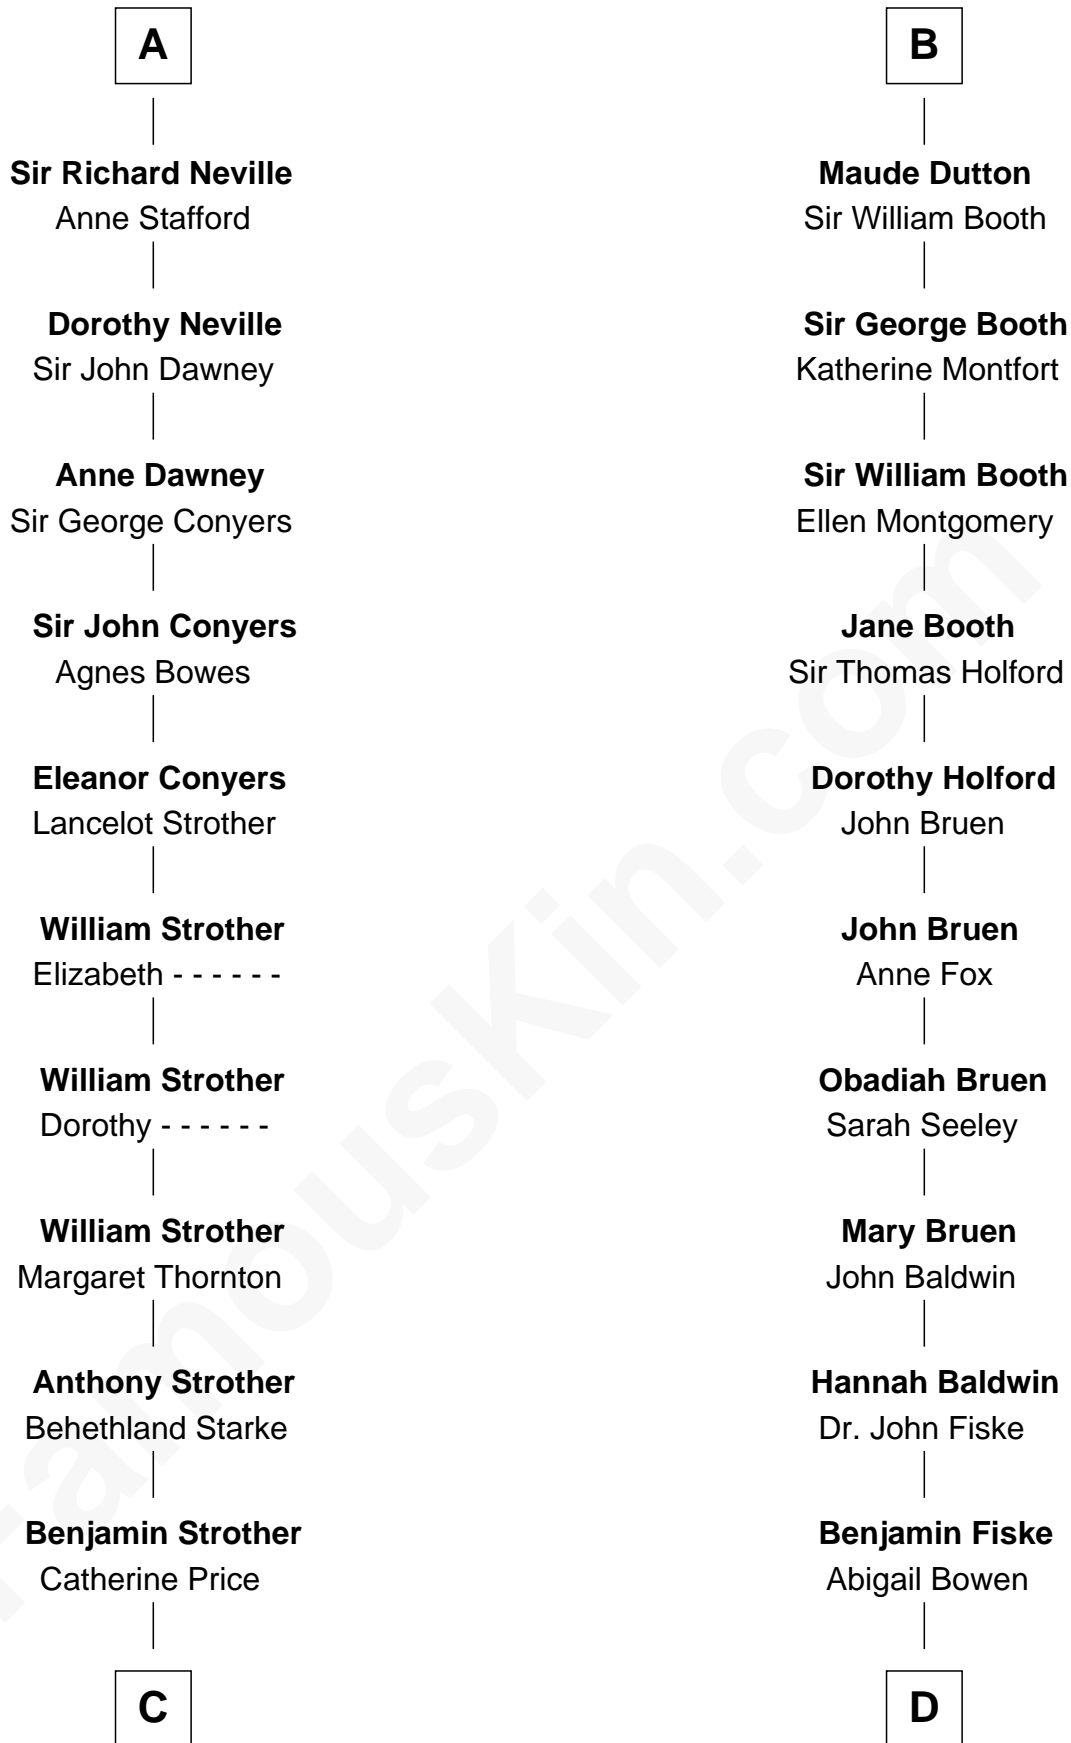 A
Sir Richard Neville
Anne Stafford
Dorothy Neville
Sir John Dawney
Anne Dawney
Sir George Conyers
Sir John Conyers
Agnes Bowes
Eleanor Conyers
Lancelot Strother
William Strother
Elizabeth - - - - - -
William Strother
Dorothy - - - - - -
William Strother
Margaret Thornton
Anthony Strother
Behethland Starke
Benjamin Strother
Catherine Price
C
B
Maude Dutton
Sir William Booth
Sir George Booth
Katherine Montfort
Sir William Booth
Ellen Montgomery
Jane Booth
Sir Thomas Holford
Dorothy Holford
John Bruen
John Bruen
Anne Fox
Obadiah Bruen
Sarah Seeley
Mary Bruen
John Baldwin
Hannah Baldwin
Dr. John Fiske
Benjamin Fiske
Abigail Bowen
D
FamousKin.com